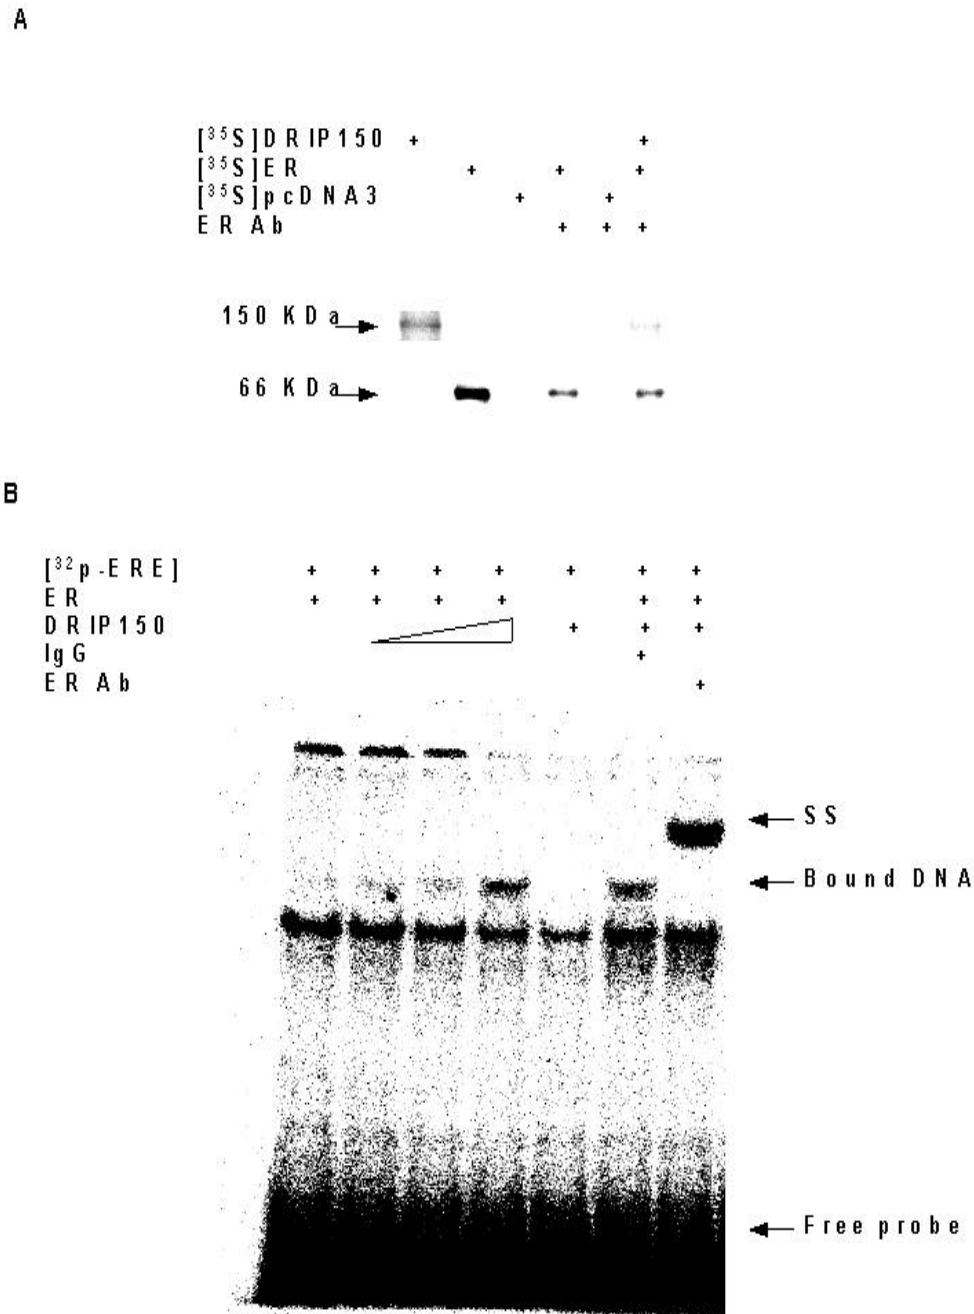 A
[³⁵S]DRIP150 + +
[³⁵S]ER + + +
[³⁵S]pcDNA3 + +
ER Ab + + +
150 KDa
66 KDa
B
[³²p-ERE] + + + + + + +
ER + + + + + +
DRIP150 + + +
IgG +
ER Ab +
SS
Bound DNA
Free probe